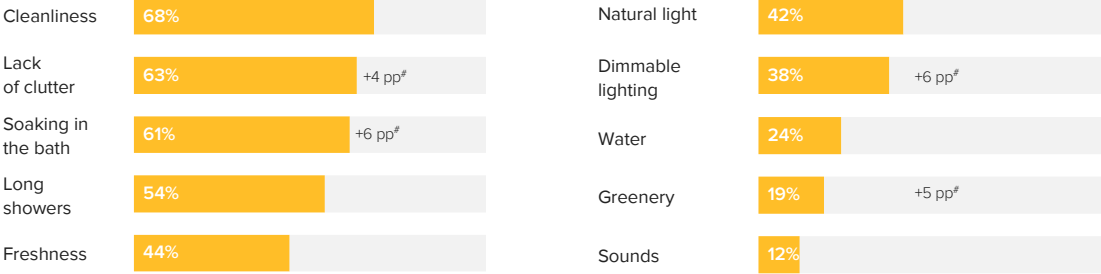 Cleanliness
68%
Lack
of clutter
63%
+4 pp#
Soaking in
the bath
61%
+6 pp#
Long
showers
54%
Freshness
44%
Natural light
42%
Dimmable
lighting
38%
+6 pp#
Water
24%
Greenery
19%
+5 pp#
Sounds
12%